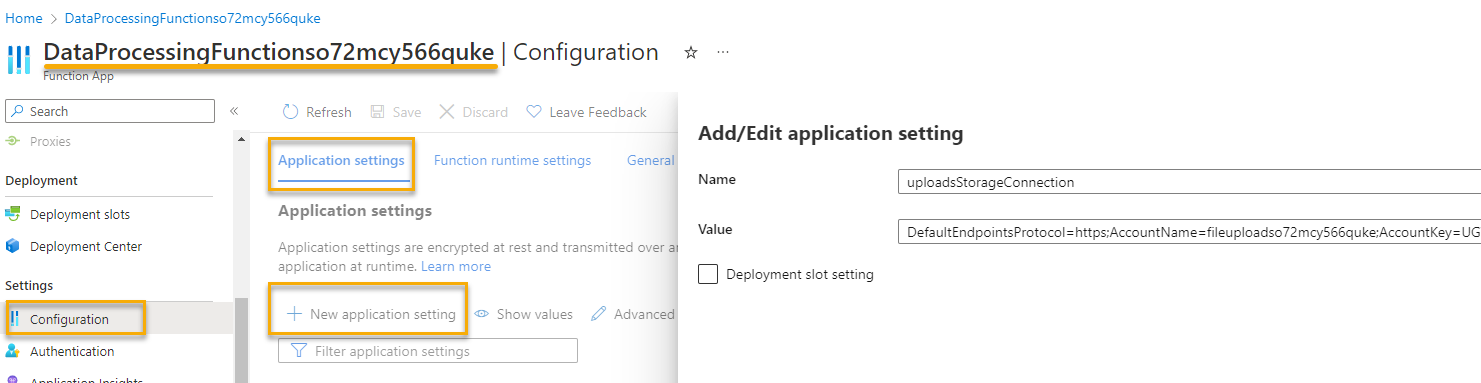 Home > DataProcessingFunctionso72mcy566quke
DataProcessingFunctionso72mcy566quke | Configuration
Function App
Search
Proxies
Deployment
Deployment slots
Deployment Center
Settings
Configuration
Authentication
Application Insights
Refresh Save Discard Leave Feedback
Application settings Function runtime settings General
Application settings
Application settings are encrypted at rest and transmitted over an
application at runtime. Learn more
New application setting Show values Advanced
Filter application settings
Add/Edit application setting
Name
uploadsStorageConnection
Value
DefaultEndpointsProtocol=https;AccountName=fileuploadso72mcy566quke;AccountKey=UG
Deployment slot setting